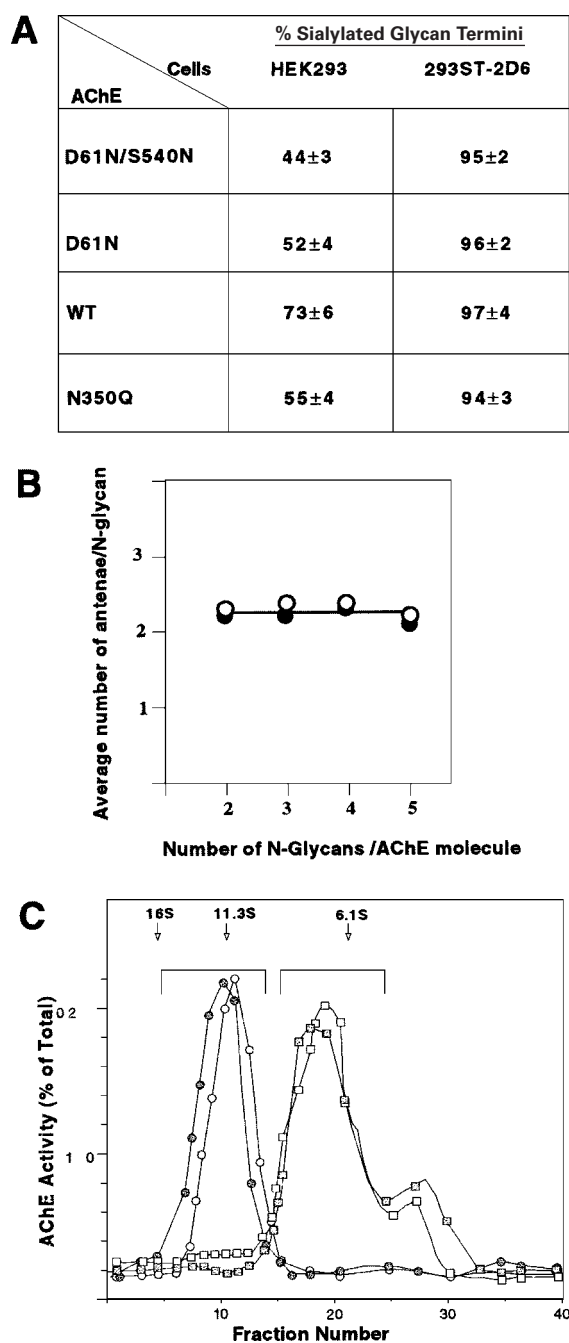 A
% Sialylated Glycan Termini
Cells HEK293 293ST-2D6
AChE
D61N/S540N 44±3 95±2
D61N 52±4 96±2
WT 73±6 97±4
N350Q 55±4 94±3
B
Average number of antenae/N-glycan
3
2
1
2 3 4 5
Number of N-Glycans /AChE molecule
C
16S 11.3S 6.1S
AChE Activity (% of Total)
02
1 0
10 20 30 40
Fraction Number